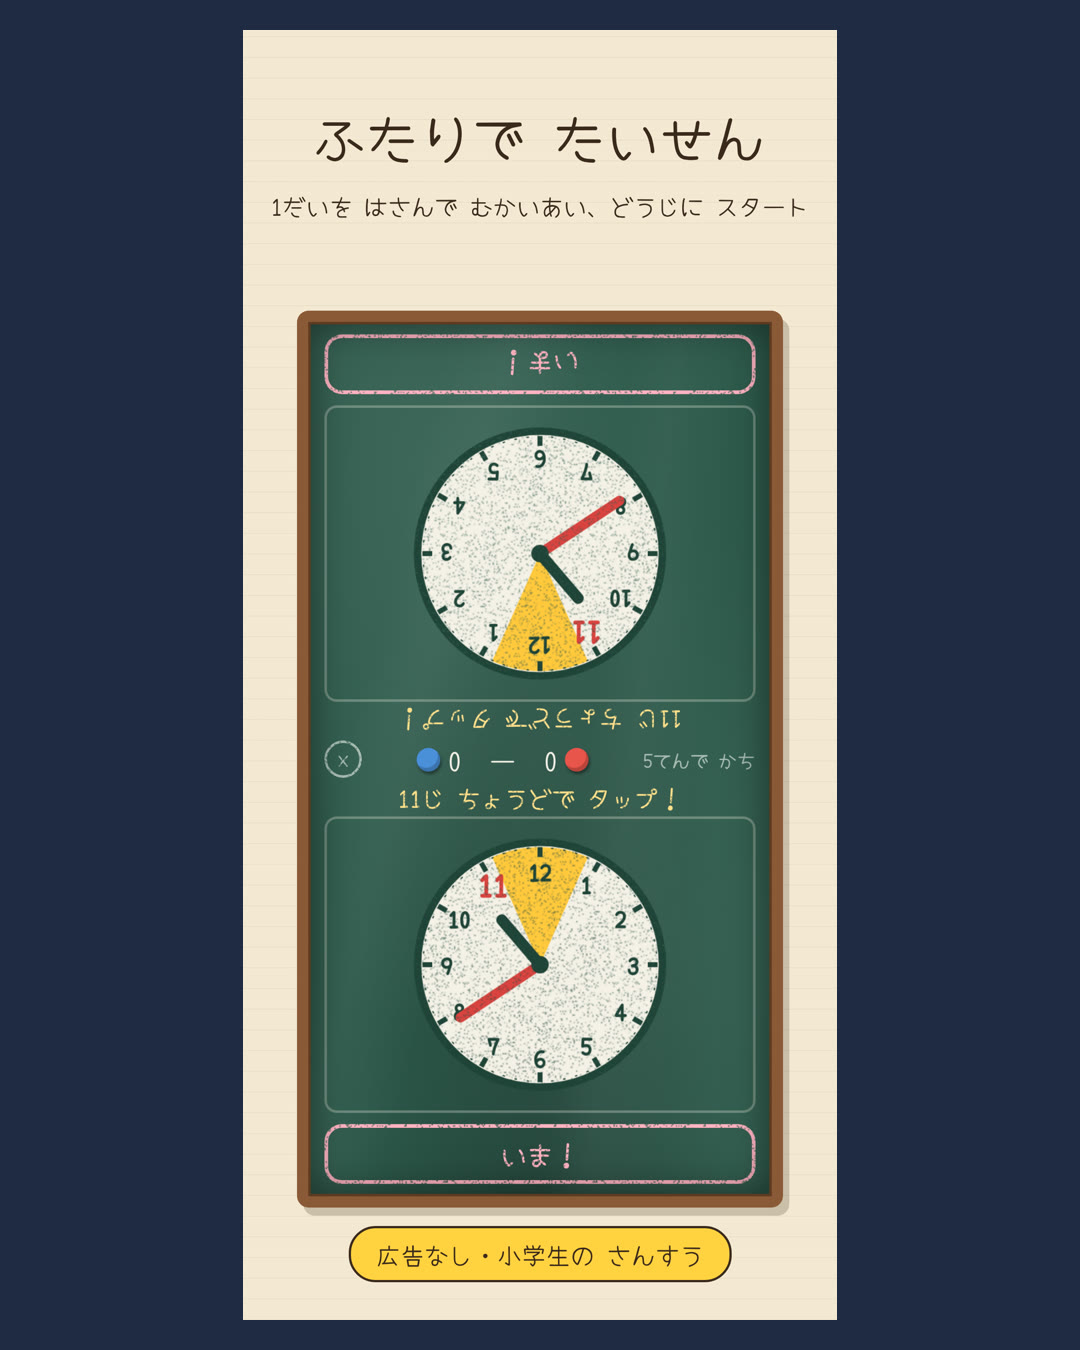 ふたりで たいせん
1だいを はさんで むかいあい、どうじに スタート
いま！
6
5 7
4 8
3 9
2 10
1 11
12
11じ ちょうどで タップ！
x 0 — 0 5てんで かち
11じ ちょうどで タップ！
12
11 1
10 2
9 3
8 4
7 5
6
いま！
広告なし・小学生の さんすう